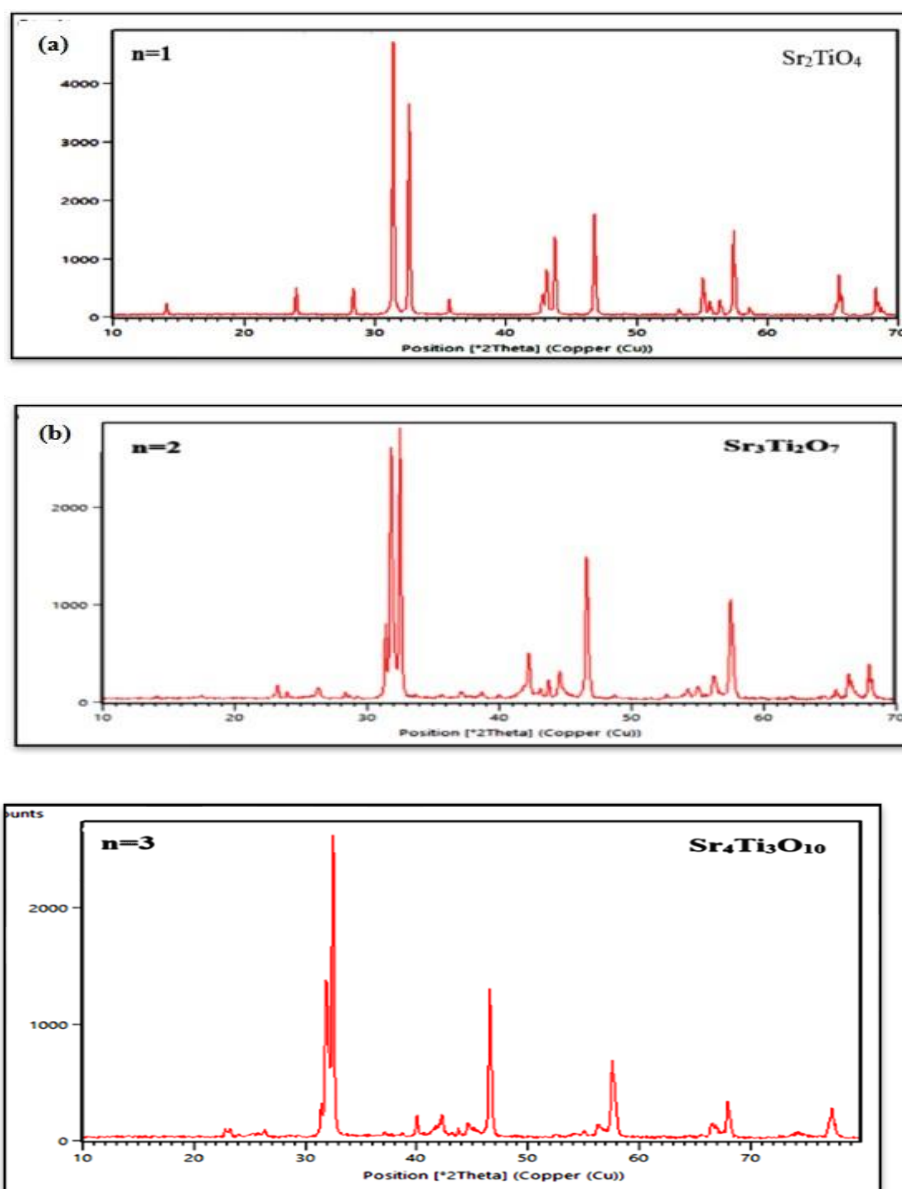 (a)
n=1
Sr₂TiO₄
4000
3000
2000
1000
0
10 20 30 40 50 60 70
Position [°2Theta] (Copper (Cu))
(b)
n=2
Sr₃Ti₂O₇
2000
1000
0
10 20 30 40 50 60 70
Position [°2Theta] (Copper (Cu))
ounts
n=3
Sr₄Ti₃O₁₀
2000
1000
0
10 20 30 40 50 60 70
Position [°2Theta] (Copper (Cu))